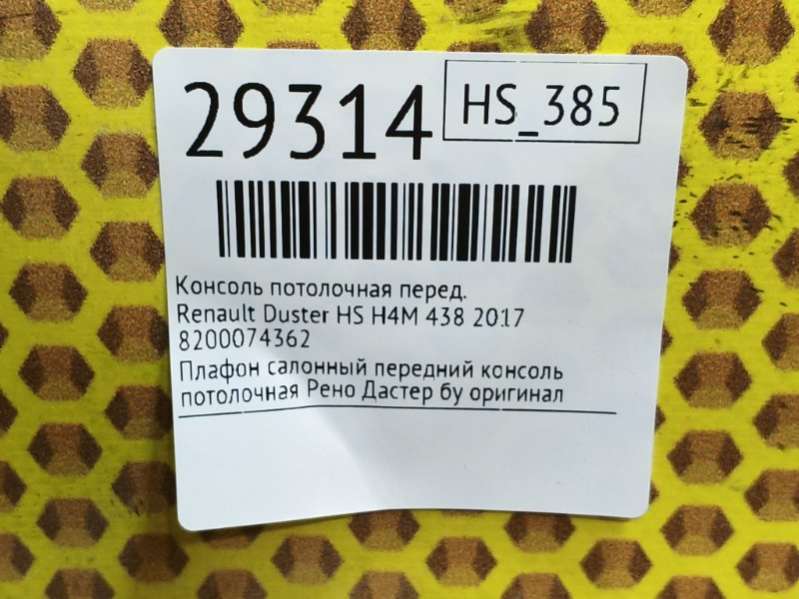 29314
HS_385
Консоль потолочная перед.
Renault Duster HS H4M 438 2017
8200074362
Плафон салонный передний консоль
потолочная Рено Дастер бу оригинал